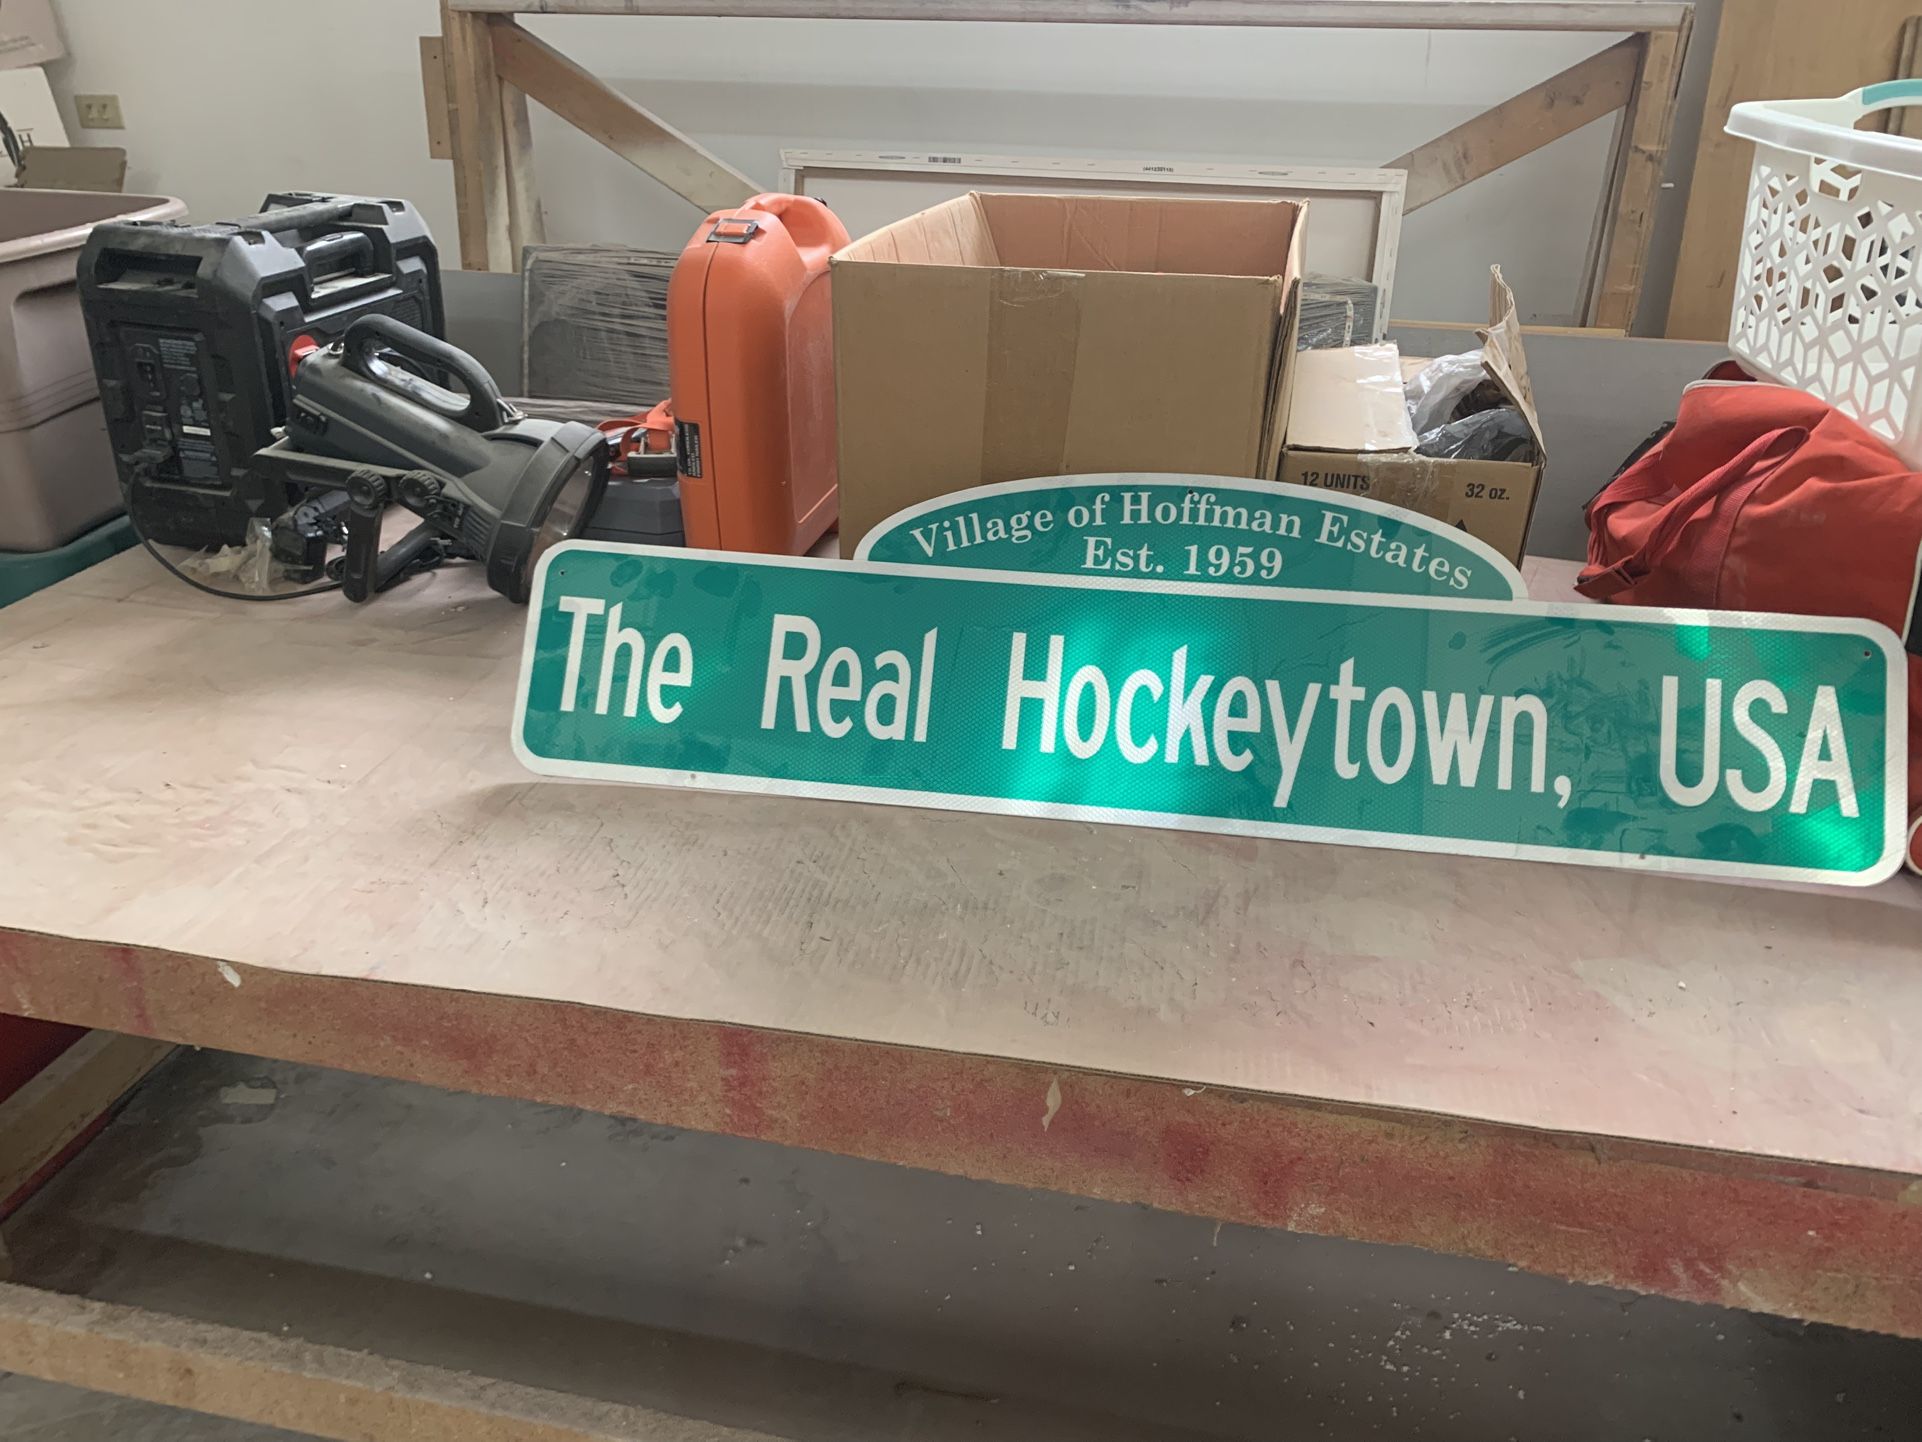 12 UNITS
32 oz.
Village of Hoffman Estates
Est. 1959
The Real Hockeytown, USA